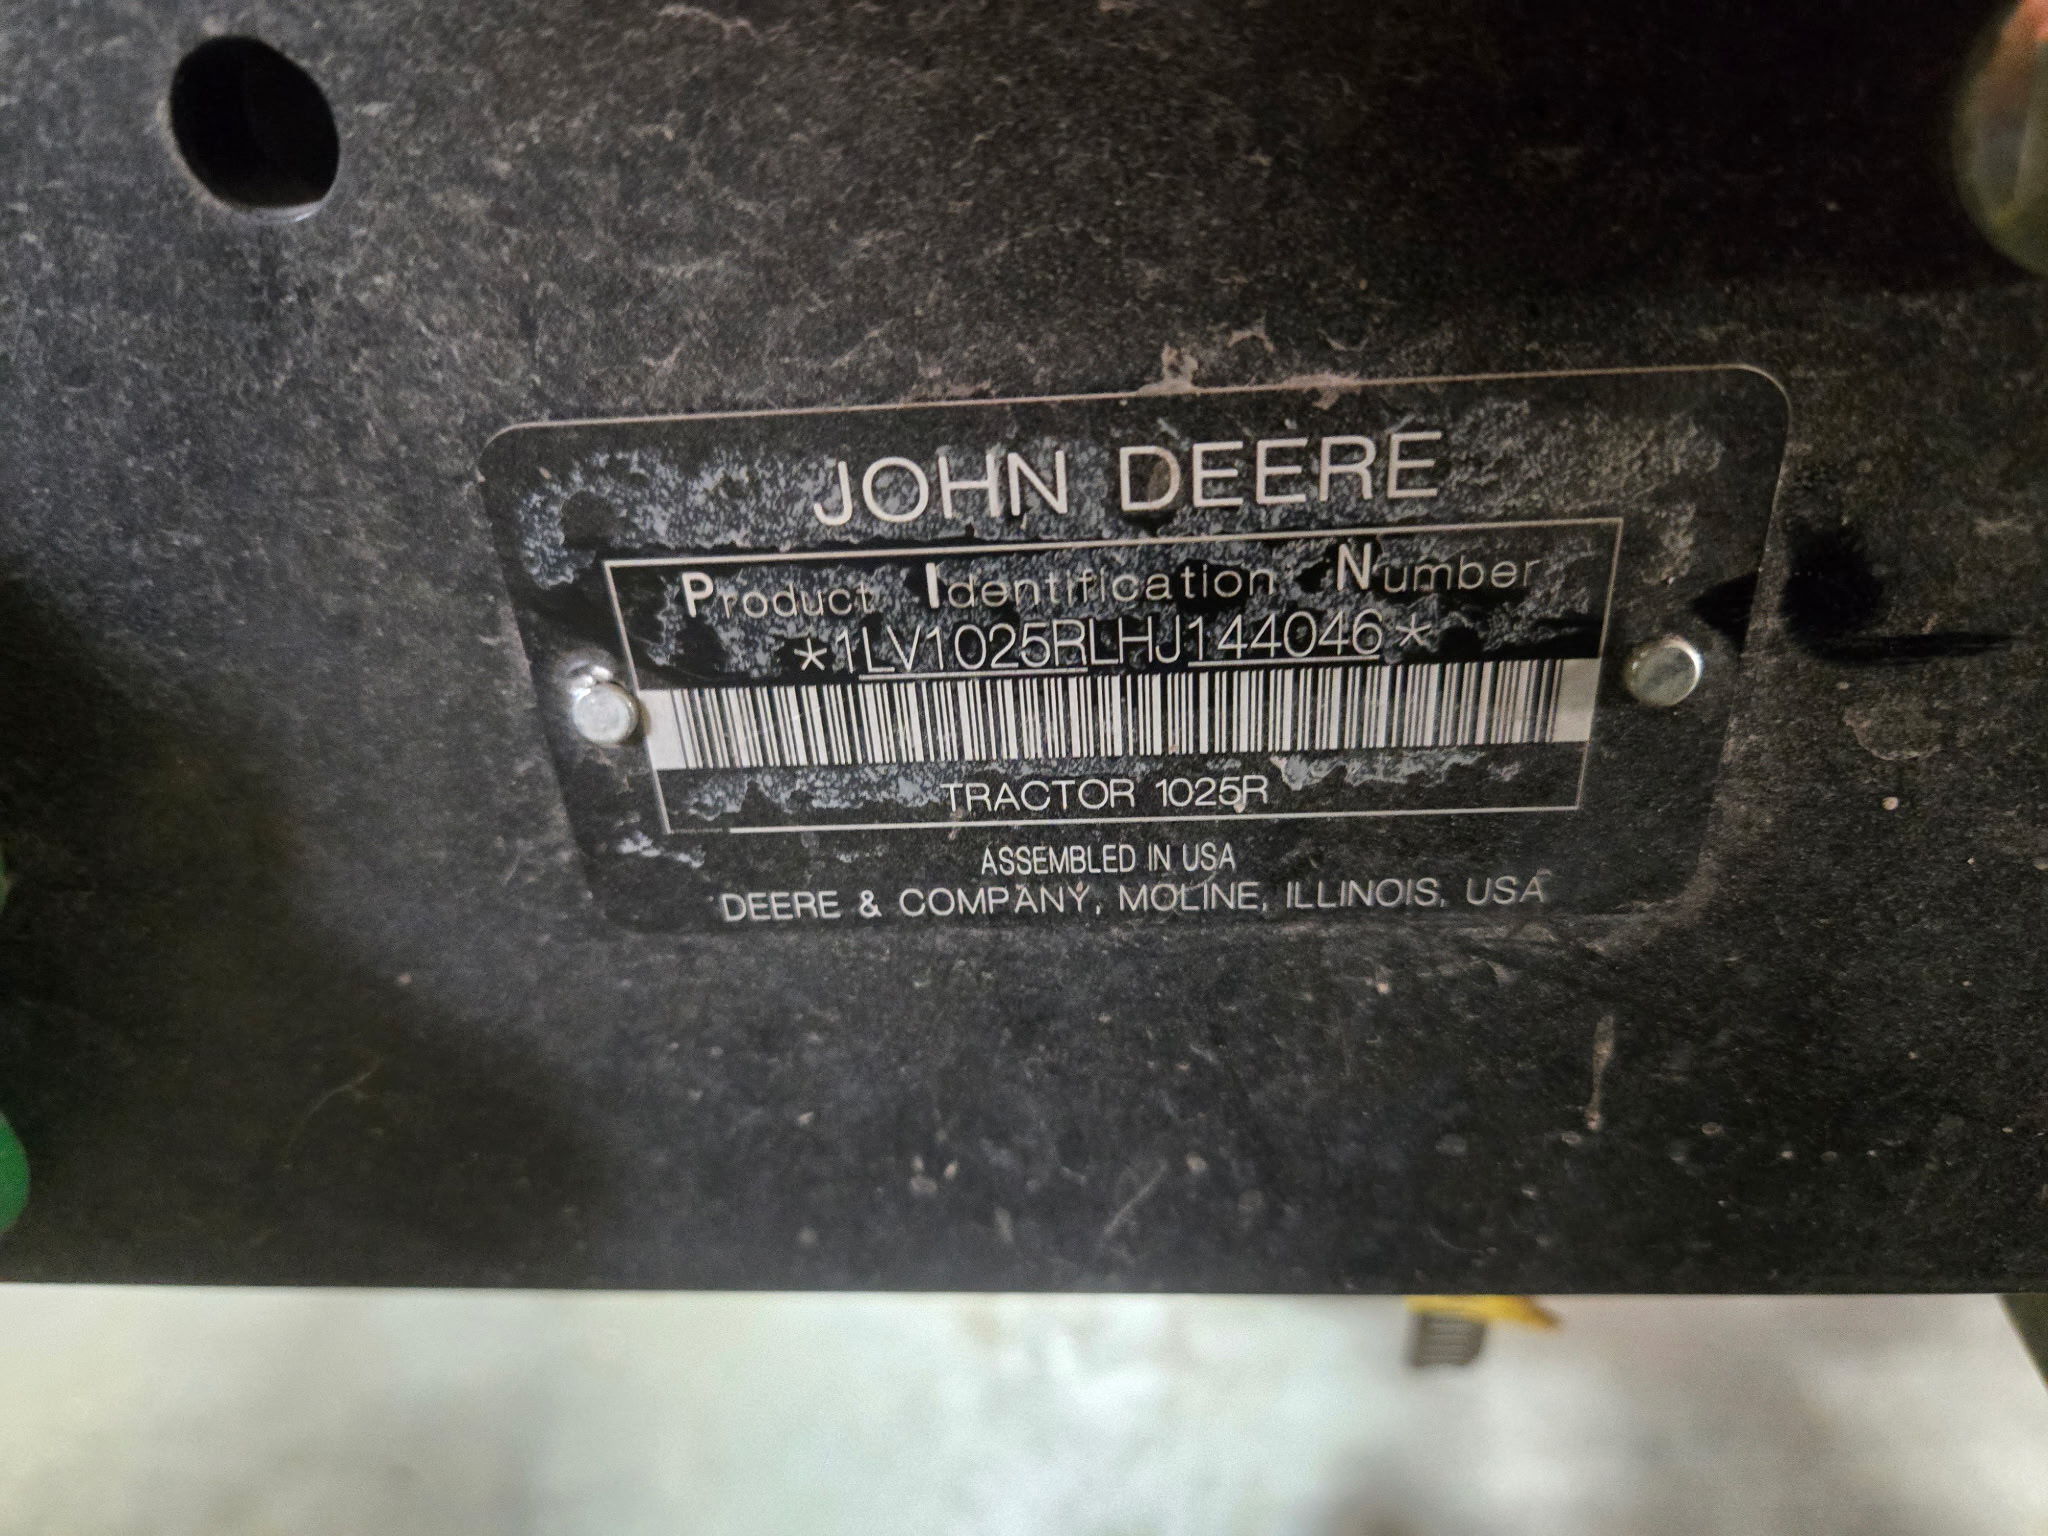 JOHN DEERE
Product Identification Number
*1LV1025RLHJ144046*
TRACTOR 1025R
ASSEMBLED IN USA
DEERE & COMPANY, MOLINE, ILLINOIS, USA